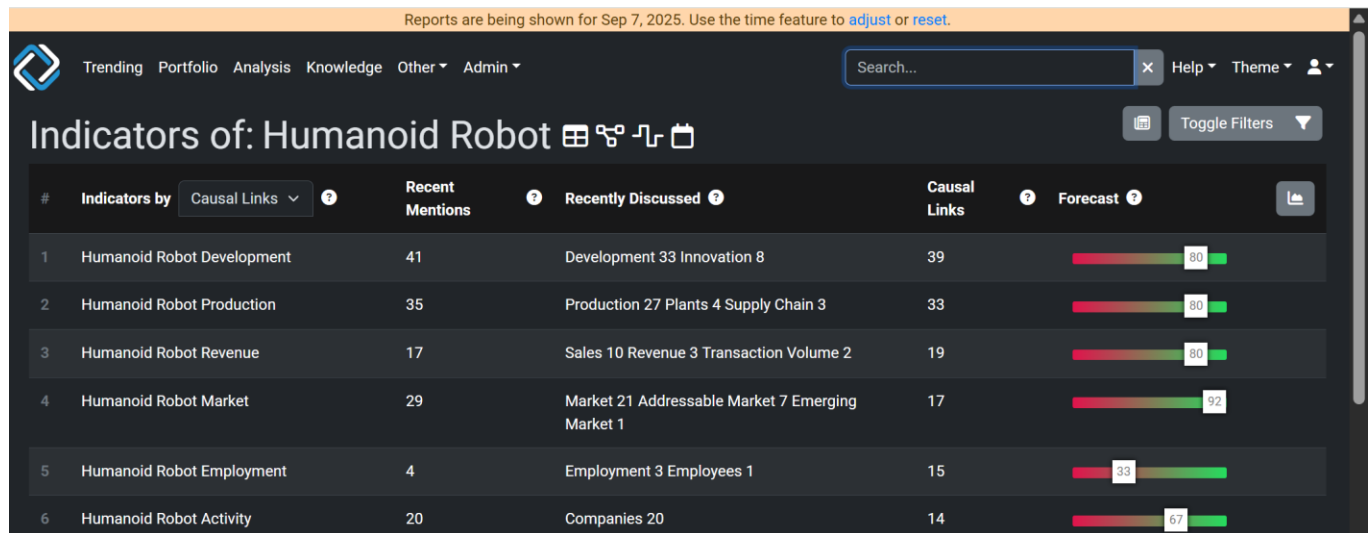 Reports are being shown for Sep 7, 2025. Use the time feature to adjust or reset.
Trending Portfolio Analysis Knowledge Other Admin Search... × Help Theme
Indicators of: Humanoid Robot Toggle Filters
# Indicators by Causal Links ? Recent Mentions ? Recently Discussed ? Causal Links ? Forecast ?
1 Humanoid Robot Development 41 Development 33 Innovation 8 39 80
2 Humanoid Robot Production 35 Production 27 Plants 4 Supply Chain 3 33 80
3 Humanoid Robot Revenue 17 Sales 10 Revenue 3 Transaction Volume 2 19 80
4 Humanoid Robot Market 29 Market 21 Addressable Market 7 Emerging Market 1 17 92
5 Humanoid Robot Employment 4 Employment 3 Employees 1 15 33
6 Humanoid Robot Activity 20 Companies 20 14 67